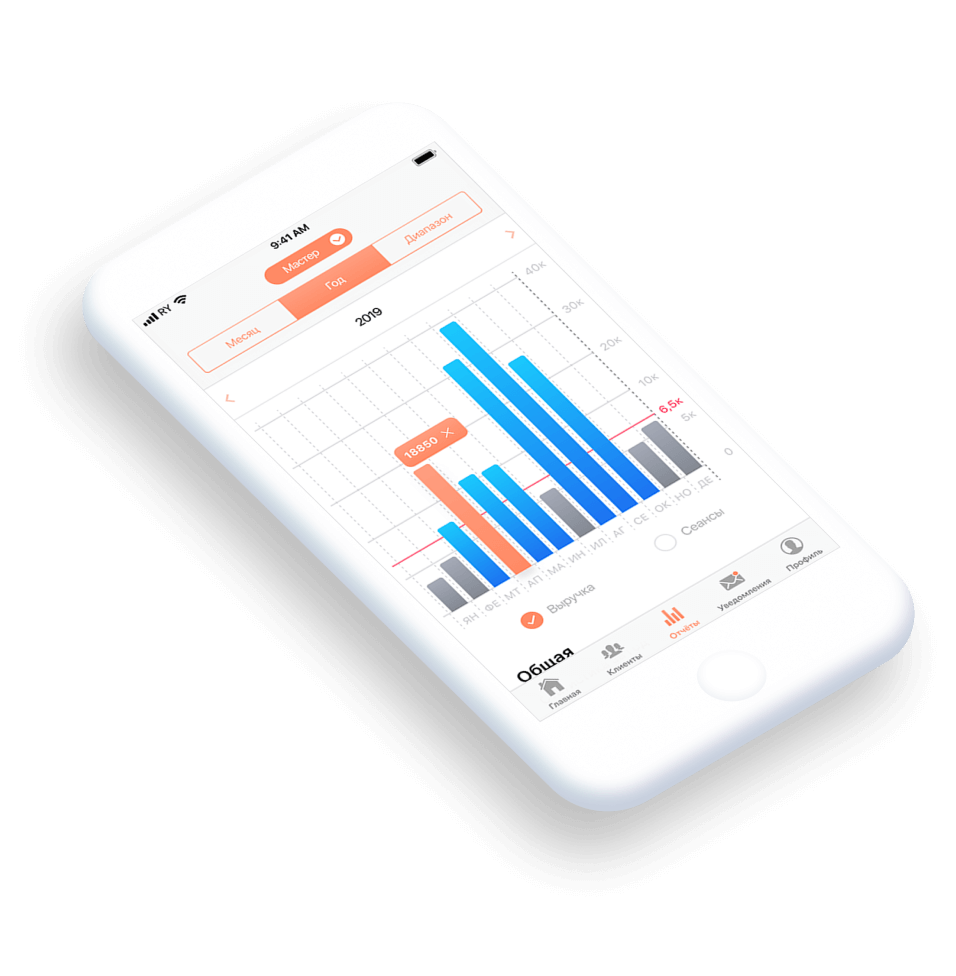 RY 9:41 AM
Мастер
Месяц Год Диапазон
2019
40к
30к
20к
10к
6,5к
5к
0
18850
ЯН ФЕ МТ АП МА ИН ИЛ АГ СЕ ОК НО ДЕ
Выручка Сеансы
Общая
Главная Клиенты Отчёты Уведомления Профиль